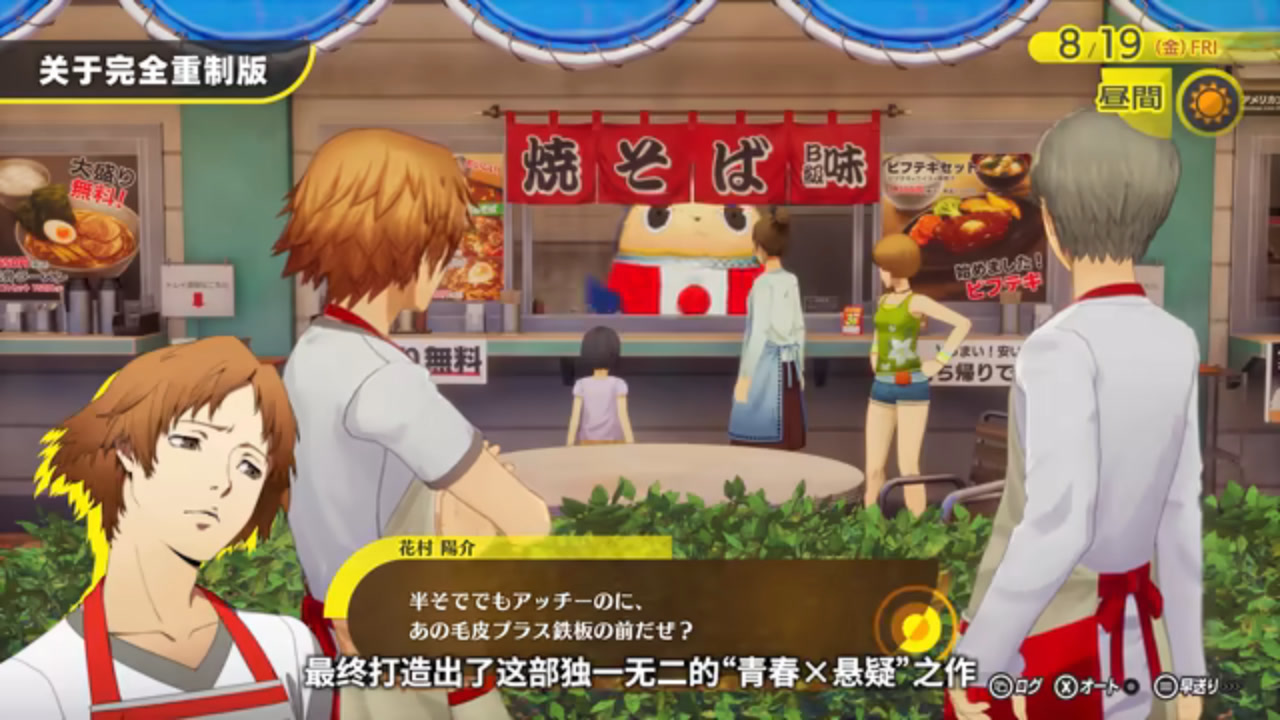 关于完全重制版
8/19 (金) FRI
昼間
大盛り
無料!
焼そば
B級
味
ビフテキセット
始めました!
ビフテキ
無料
花村 陽介
半そででもアッチーのに、
あの毛皮プラス鉄板の前だぜ?
最终打造出了这部独一无二的“青春×悬疑”之作
ログ
X オート
早送り